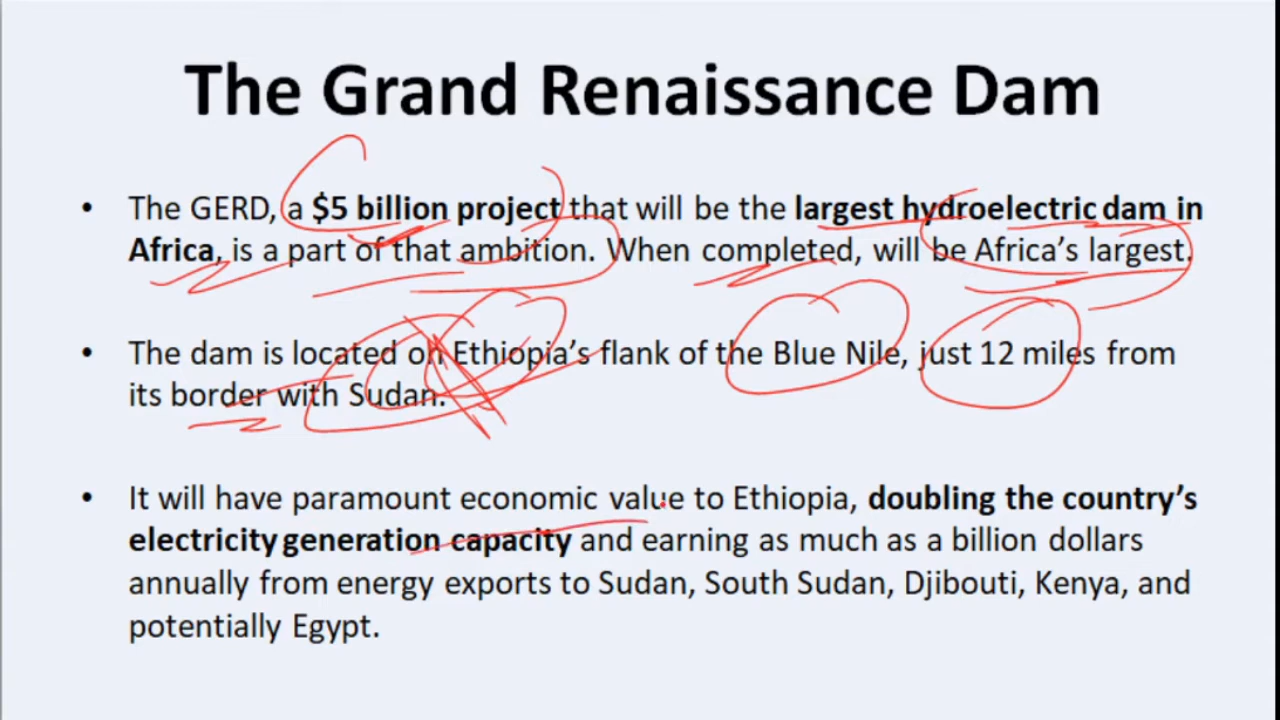 The Grand Renaissance Dam
• The GERD, a $5 billion project that will be the largest hydroelectric dam in
Africa, is a part of that ambition. When completed, will be Africa's largest.
• The dam is located on Ethiopia's flank of the Blue Nile, just 12 miles from
its border with Sudan.
• It will have paramount economic value to Ethiopia, doubling the country's
electricity generation capacity and earning as much as a billion dollars
annually from energy exports to Sudan, South Sudan, Djibouti, Kenya, and
potentially Egypt.